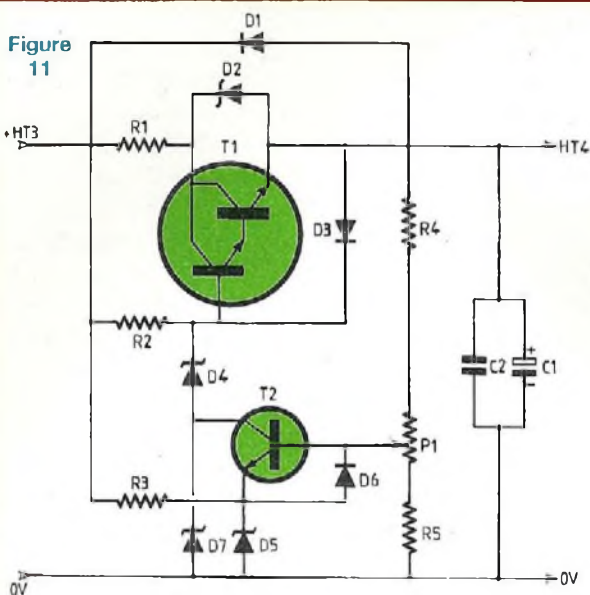 Figure
11
D1
D2
+HT3
R1
T1
HT4
D3
R4
R2
D4
T2
C2
C1
+
-
P1
R3
D6
D7
D5
R5
0V
0V